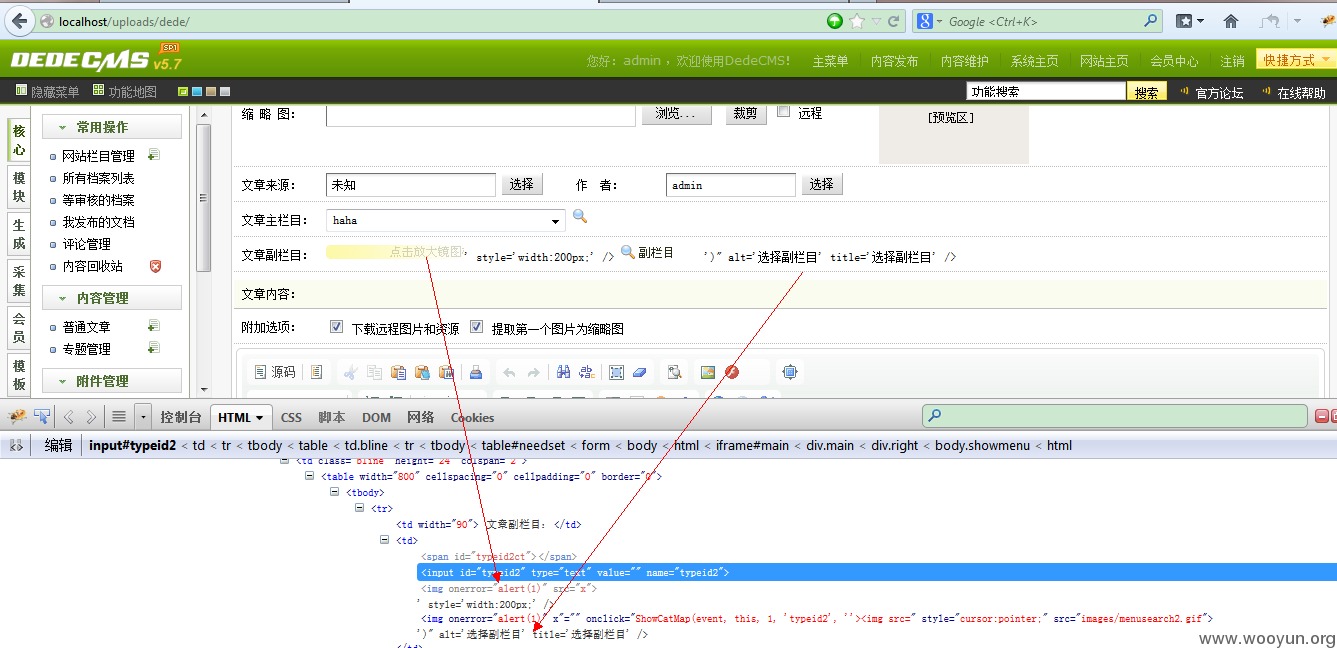 localhost/uploads/dede/
Google <Ctrl+K>
DEDECMS v5.7 SP1
您好：admin ，欢迎使用DedeCMS！ 主菜单 内容发布 内容维护 系统主页 网站主页 会员中心 注销 快捷方式
隐藏菜单 功能地图 功能搜索 搜索 官方论坛 在线帮助
核心
模块
生成
采集
会员
模板
常用操作
网站栏目管理
所有档案列表
等审核的档案
我发布的文档
评论管理
内容回收站
内容管理
普通文章
专题管理
附件管理
缩 略 图： 浏览... 裁剪 远程 [预览区]
文章来源： 未知 选择 作 者： admin 选择
文章主栏目： haha
文章副栏目： 点击放大镜图 ' style='width:200px;' /> 副栏目 ')" alt='选择副栏目' title='选择副栏目' />
文章内容：
附加选项： 下载远程图片和资源 提取第一个图片为缩略图
源码
控制台 HTML CSS 脚本 DOM 网络 Cookies
编辑 input#typeid2 < td < tr < tbody < table < td.bline < tr < tbody < table#needset < form < body < html < iframe#main < div.main < div.right < body.showmenu < html
<td class="bline" height="24" colspan="2">
<table width="800" cellspacing="0" cellpadding="0" border="0">
<tbody>
<tr>
<td width="90"> 文章副栏目：</td>
<td>
<span id="typeid2ct"></span>
<input id="typeid2" type="text" value="" name="typeid2">
<img onerror="alert(1)" src="x">
' style='width:200px;' />
<img onerror="alert(1)" x"="" onclick="ShowCatMap(event, this, 1, 'typeid2', ''><img src=" style="cursor:pointer;" src="images/menusearch2.gif">
')" alt='选择副栏目' title='选择副栏目' />
</td>
www.wooyun.org